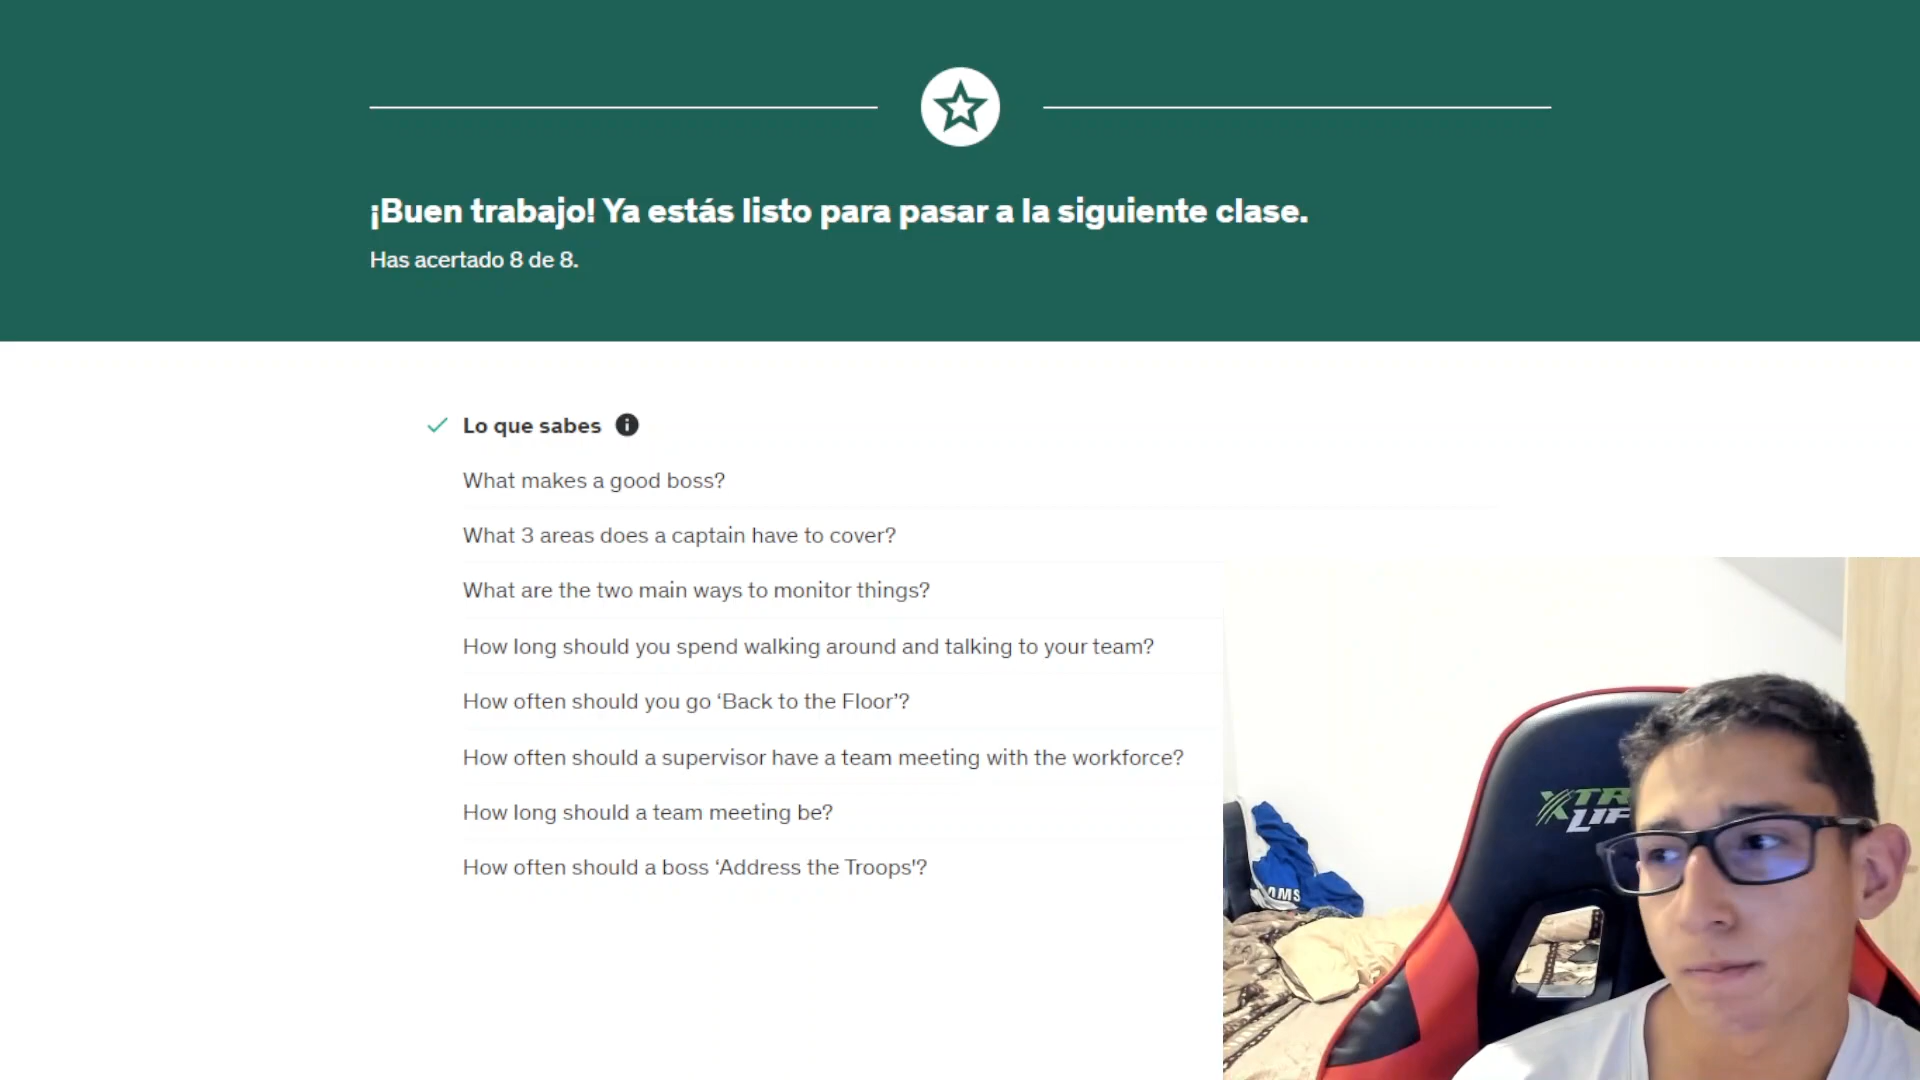 ¡Buen trabajo! Ya estás listo para pasar a la siguiente clase.
Has acertado 8 de 8.
Lo que sabes
What makes a good boss?
What 3 areas does a captain have to cover?
What are the two main ways to monitor things?
How long should you spend walking around and talking to your team?
How often should you go ‘Back to the Floor’?
How often should a supervisor have a team meeting with the workforce?
How long should a team meeting be?
How often should a boss ‘Address the Troops'?
XTR
LIF
AMS